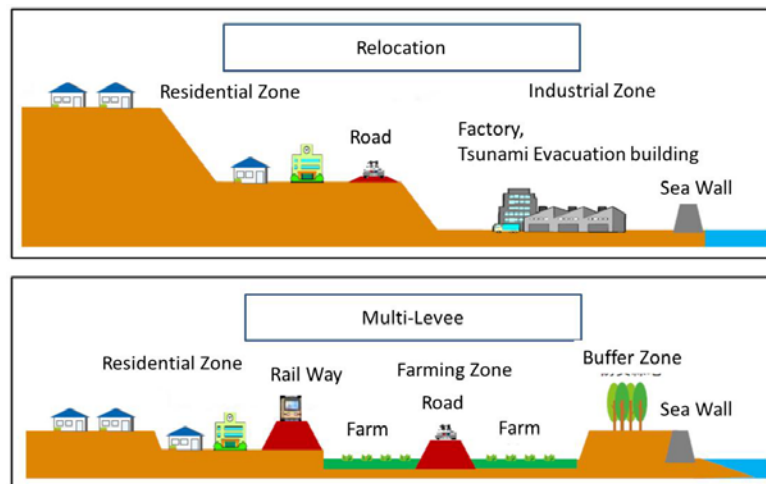 Relocation
Residential Zone
Industrial Zone
Road
Factory,
Tsunami Evacuation building
Sea Wall
Multi-Levee
Residential Zone
Rail Way
Farming Zone
Buffer Zone
Road
Sea Wall
Farm
Farm